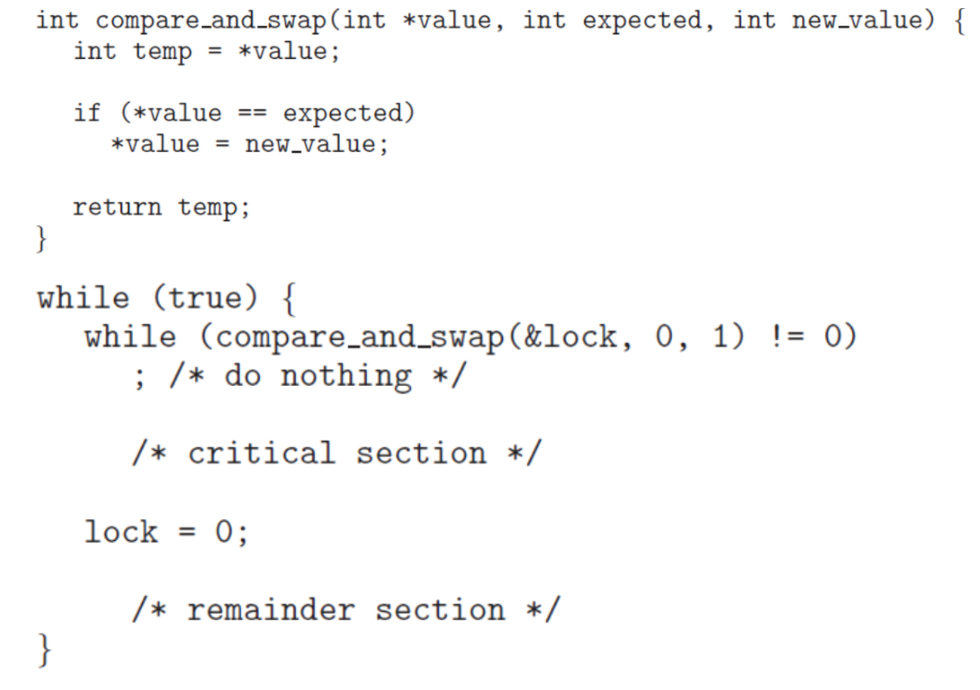 int compare_and_swap(int *value, int expected, int new_value) {
int temp = *value;
if (*value == expected)
*value = new_value;
return temp;
}
while (true) {
while (compare_and_swap(&lock, 0, 1) != 0)
; /* do nothing */
/* critical section */
lock = 0;
/* remainder section */
}